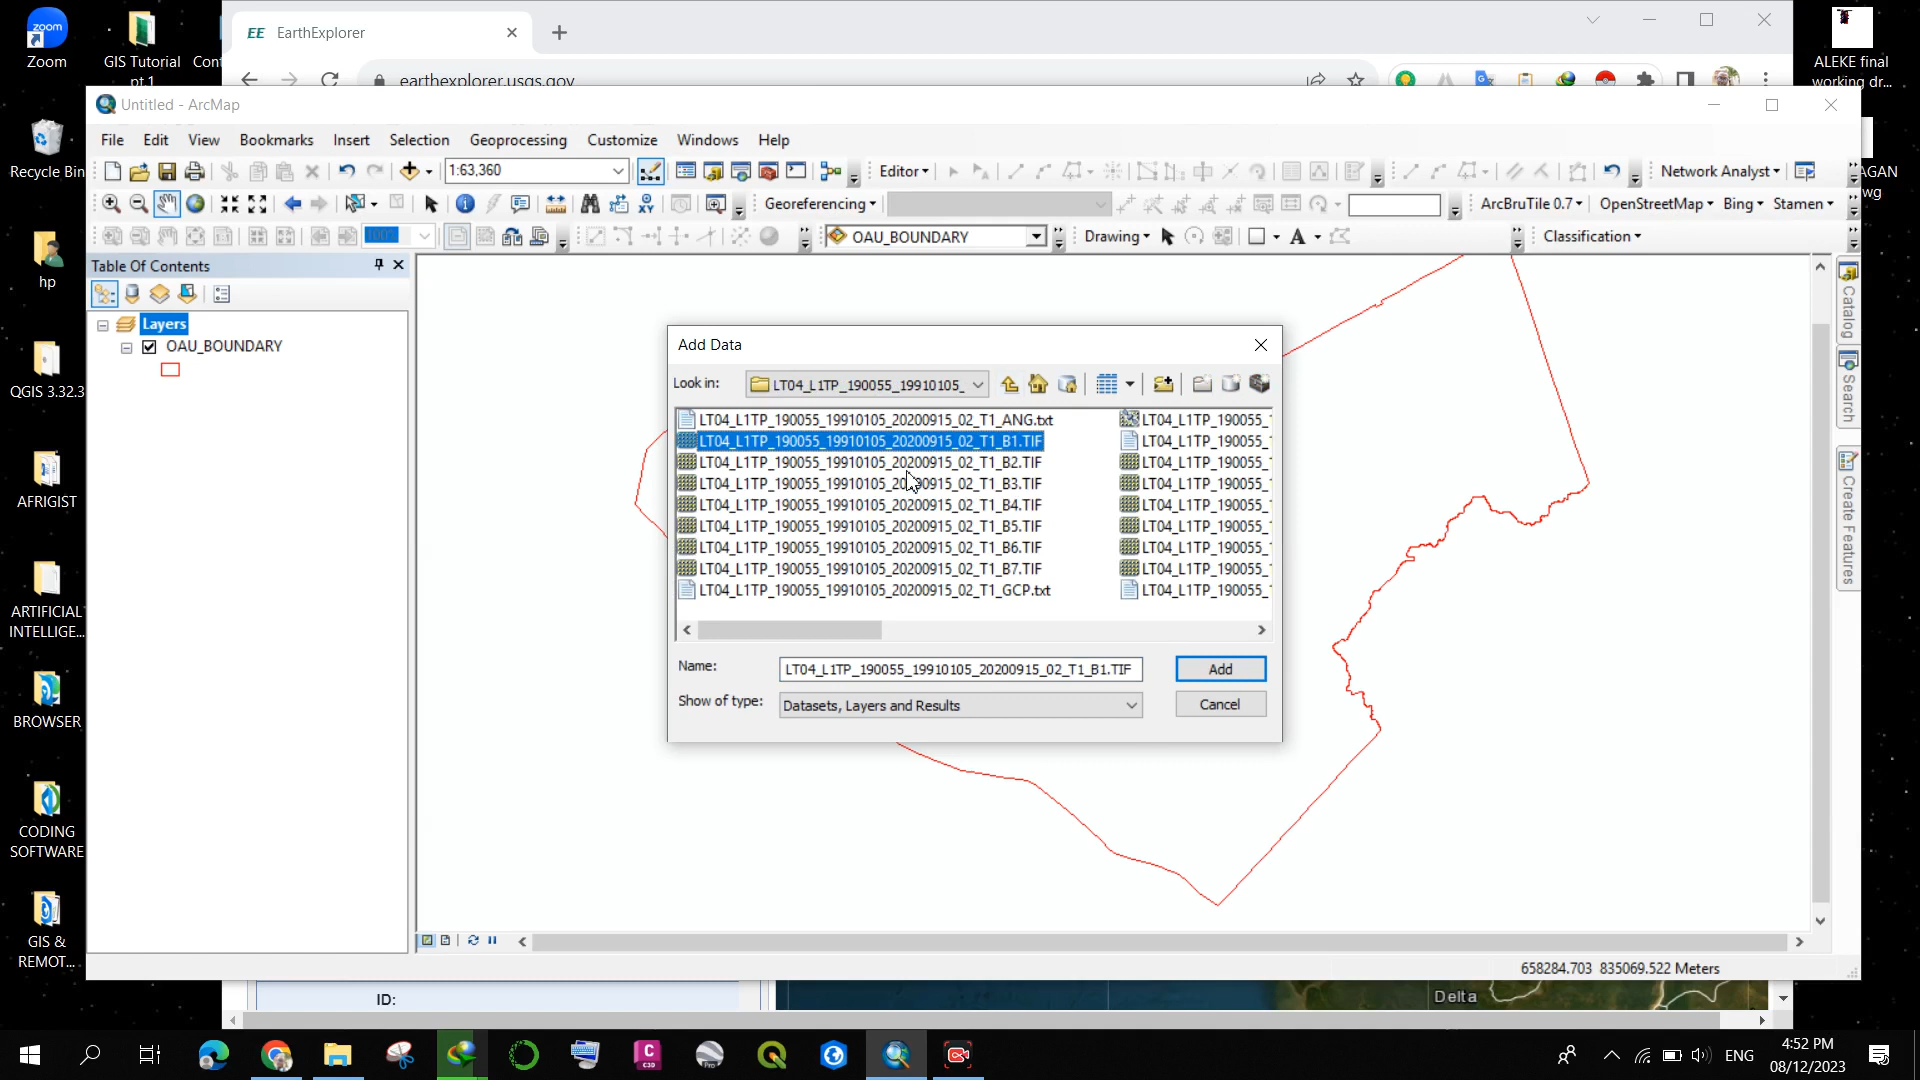 Zoom
GIS Tutorial
pt.1
Cont
EE EarthExplorer
earthexplorer.usgs.gov
ALEKE final
working dr...
Untitled - ArcMap
File Edit View Bookmarks Insert Selection Geoprocessing Customize Windows Help
1:63,360
Editor
Network Analyst
Georeferencing
ArcBruTile 0.7 OpenStreetMap Bing Stamen
100%
OAU_BOUNDARY
Drawing
Classification
Recycle Bin
hp
QGIS 3.32.3
AFRIGIST
ARTIFICIAL
INTELLIGE...
BROWSER
CODING
SOFTWARE
GIS &
REMOT...
AGAN
wg
Table Of Contents
Layers
OAU_BOUNDARY
Catalog
Search
Create Features
Add Data
Look in:
LT04_L1TP_190055_19910105_
LT04_L1TP_190055_19910105_20200915_02_T1_ANG.txt
LT04_L1TP_190055_19910105_20200915_02_T1_B1.TIF
LT04_L1TP_190055_19910105_20200915_02_T1_B2.TIF
LT04_L1TP_190055_19910105_20200915_02_T1_B3.TIF
LT04_L1TP_190055_19910105_20200915_02_T1_B4.TIF
LT04_L1TP_190055_19910105_20200915_02_T1_B5.TIF
LT04_L1TP_190055_19910105_20200915_02_T1_B6.TIF
LT04_L1TP_190055_19910105_20200915_02_T1_B7.TIF
LT04_L1TP_190055_19910105_20200915_02_T1_GCP.txt
LT04_L1TP_190055_
LT04_L1TP_190055_
LT04_L1TP_190055_
LT04_L1TP_190055_
LT04_L1TP_190055_
LT04_L1TP_190055_
LT04_L1TP_190055_
LT04_L1TP_190055_
LT04_L1TP_190055_
Name:
LT04_L1TP_190055_19910105_20200915_02_T1_B1.TIF
Add
Show of type:
Datasets, Layers and Results
Cancel
658284.703 835069.522 Meters
ID:
Delta
C3D
Pro
ENG
4:52 PM
08/12/2023